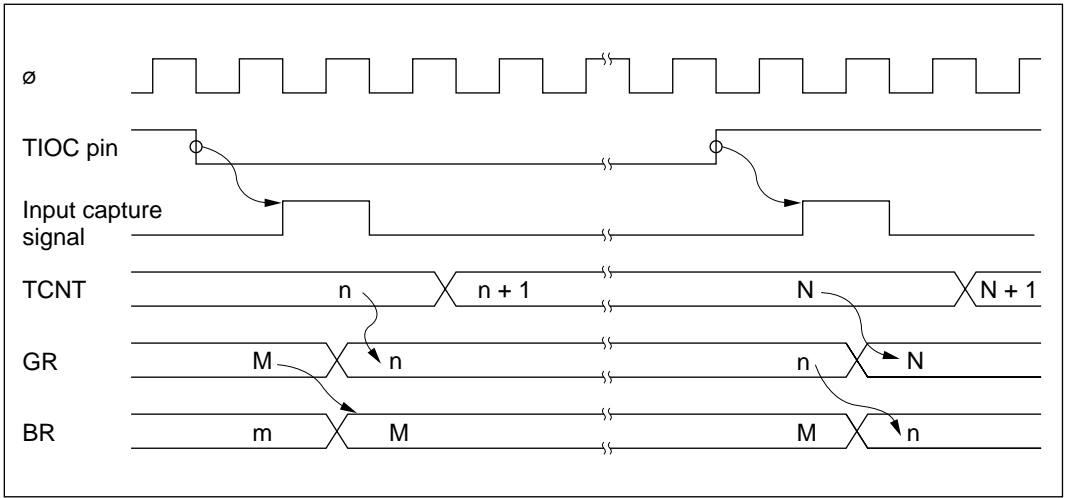 ø
TIOC pin
Input capture
signal
TCNT n n + 1 N N + 1
GR M n n N
BR m M M n